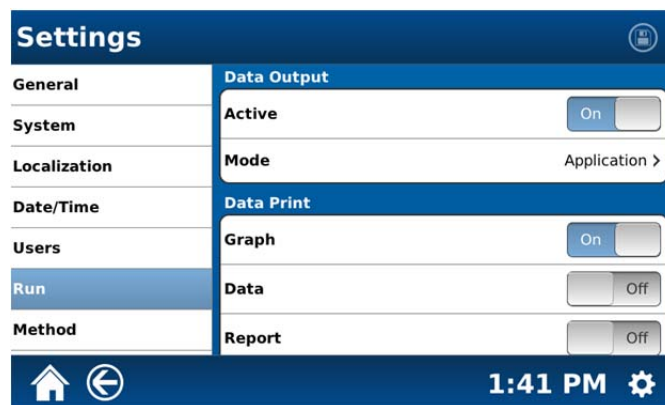 Settings
General
System
Localization
Date/Time
Users
Run
Method
Data Output
Active On
Mode Application >
Data Print
Graph On
Data Off
Report Off
1:41 PM